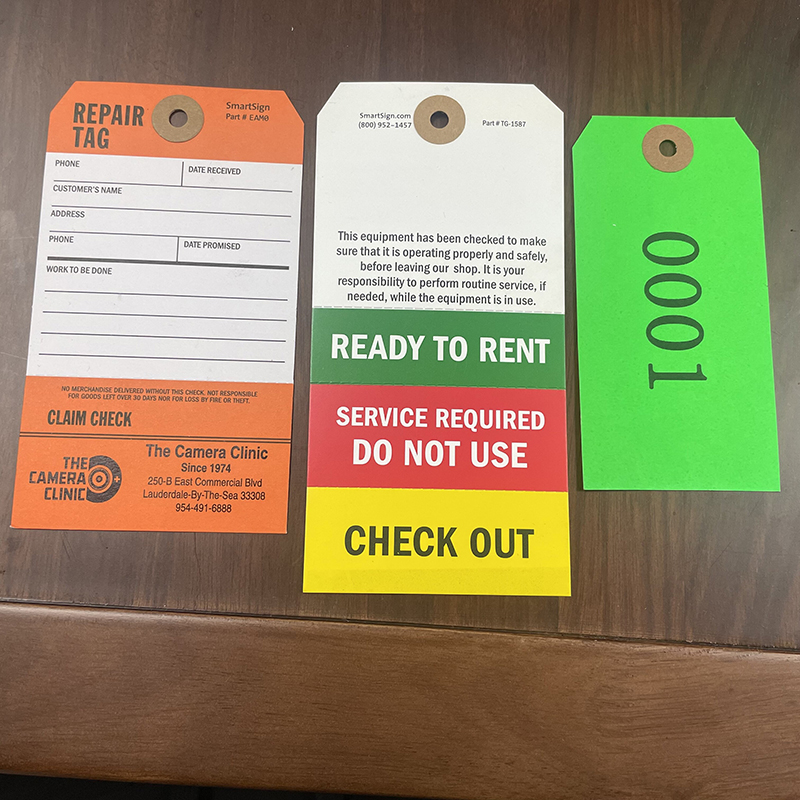 REPAIR
TAG
SmartSign
Part # EAM0
PHONE
DATE RECEIVED
CUSTOMER'S NAME
ADDRESS
PHONE
DATE PROMISED
WORK TO BE DONE
NO MERCHANDISE DELIVERED WITHOUT THIS CHECK. NOT RESPONSIBLE
FOR GOODS LEFT OVER 30 DAYS NOR FOR LOSS BY FIRE OR THEFT.
CLAIM CHECK
THE
CAMERA
CLINIC
The Camera Clinic
Since 1974
250-B East Commercial Blvd
Lauderdale-By-The-Sea 33308
954-491-6888
SmartSign.com
(800) 952-1457
Part # TG-1587
This equipment has been checked to make
sure that it is operating properly and safely,
before leaving our shop. It is your
responsibility to perform routine service, if
needed, while the equipment is in use.
READY TO RENT
SERVICE REQUIRED
DO NOT USE
CHECK OUT
0001